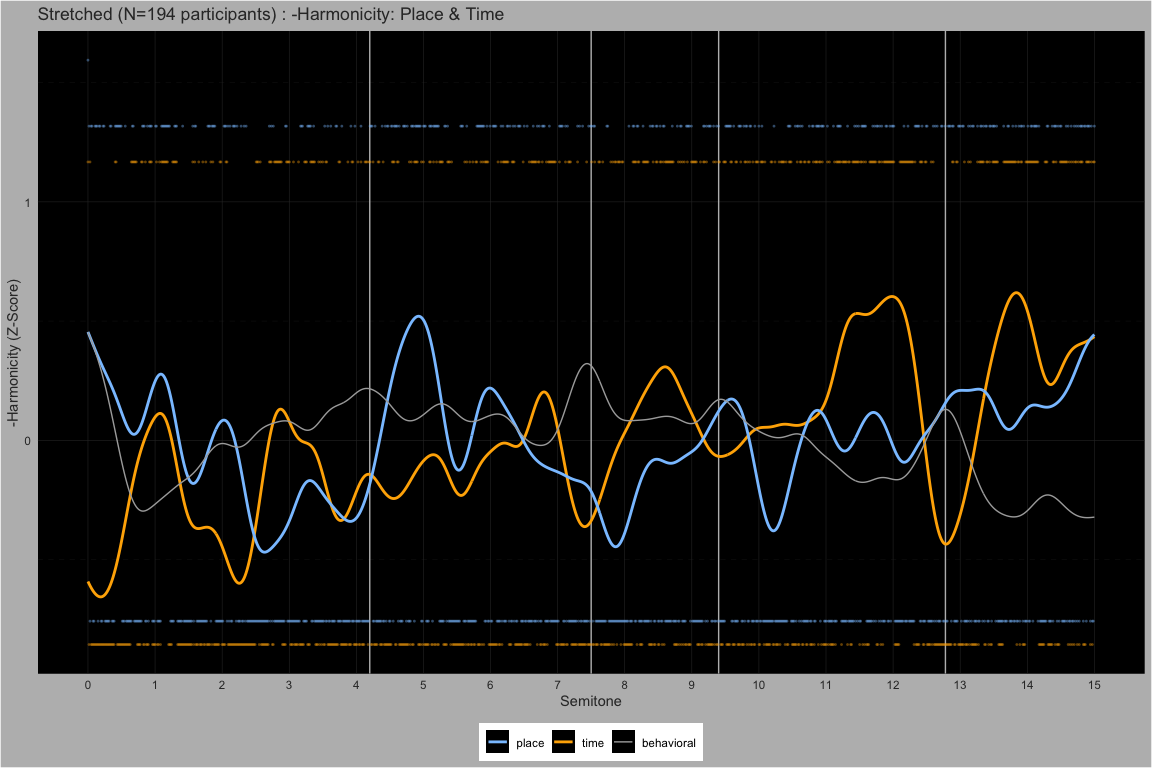 Stretched (N=194 participants) : -Harmonicity: Place & Time
-Harmonicity (Z-Score)
1
0
0 1 2 3 4 5 6 7 8 9 10 11 12 13 14 15
Semitone
place time behavioral